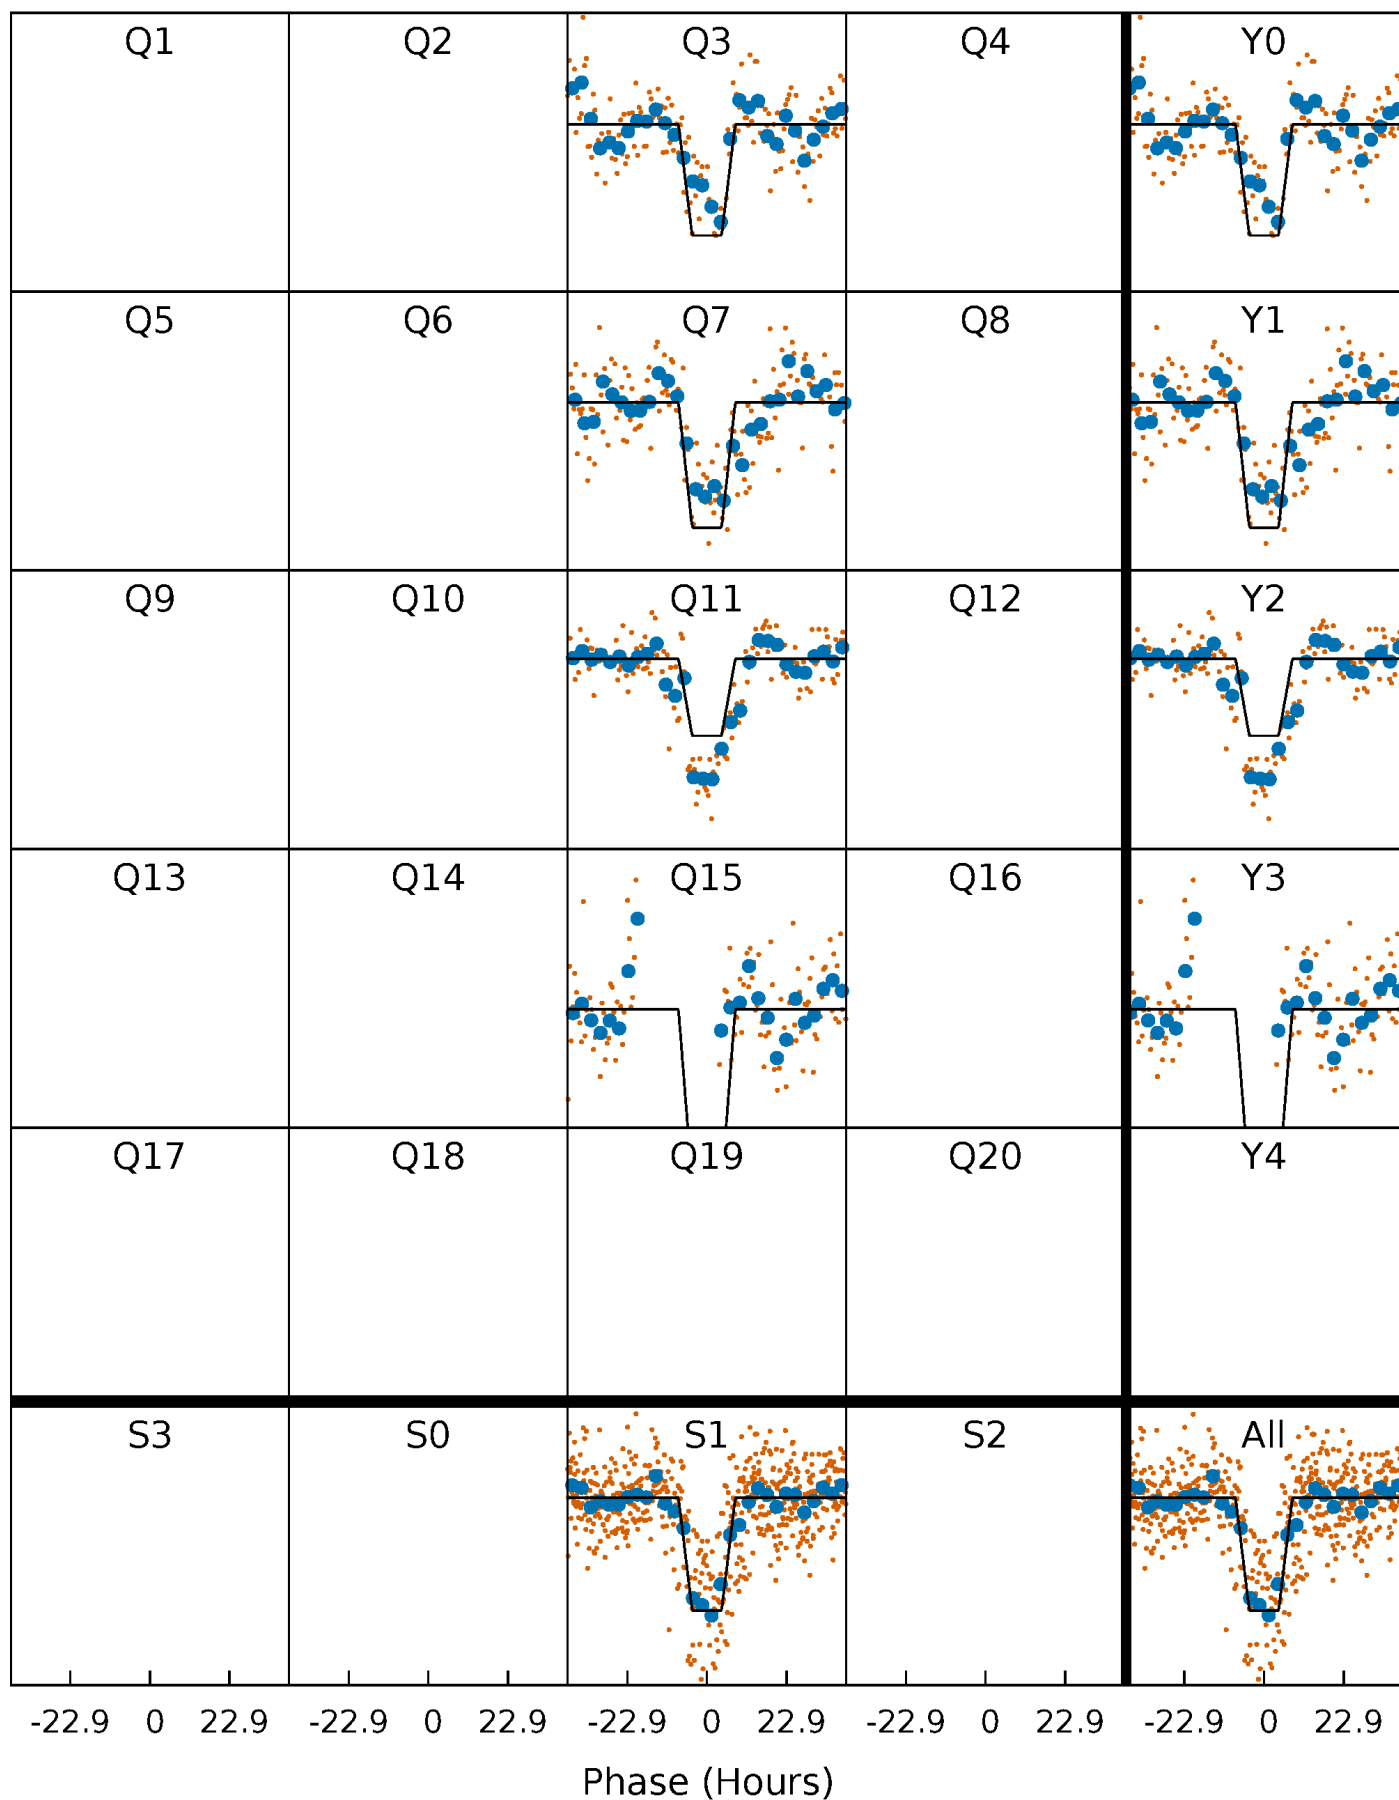 Q1 Q2 Q3 Q4 Y0
Q5 Q6 Q7 Q8 Y1
Q9 Q10 Q11 Q12 Y2
Q13 Q14 Q15 Q16 Y3
Q17 Q18 Q19 Q20 Y4
S3 S0 S1 S2 All
-22.9 0 22.9 -22.9 0 22.9 -22.9 0 22.9 -22.9 0 22.9 -22.9 0 22.9
Phase (Hours)